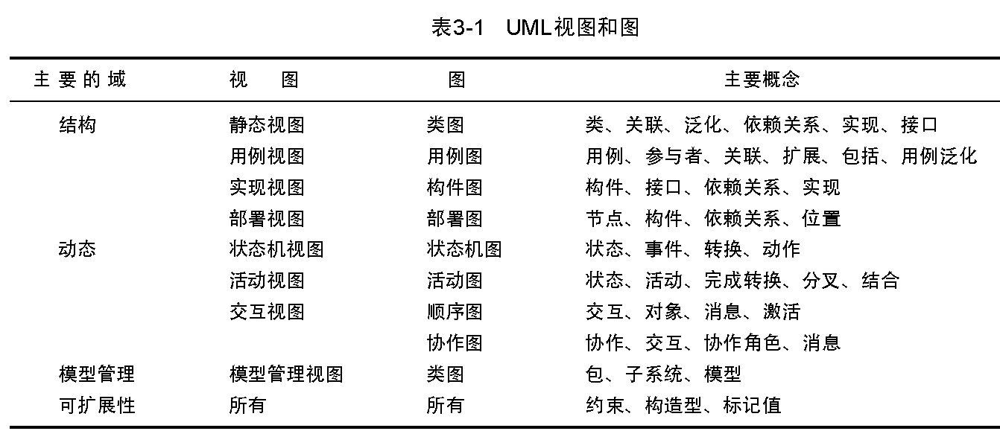 表3-1 UML视图和图
主要的域 视图 图 主要概念
结构 静态视图 类图 类、关联、泛化、依赖关系、实现、接口
用例视图 用例图 用例、参与者、关联、扩展、包括、用例泛化
实现视图 构件图 构件、接口、依赖关系、实现
部署视图 部署图 节点、构件、依赖关系、位置
动态 状态机视图 状态机图 状态、事件、转换、动作
活动视图 活动图 状态、活动、完成转换、分叉、结合
交互视图 顺序图 交互、对象、消息、激活
协作图 协作、交互、协作角色、消息
模型管理 模型管理视图 类图 包、子系统、模型
可扩展性 所有 所有 约束、构造型、标记值